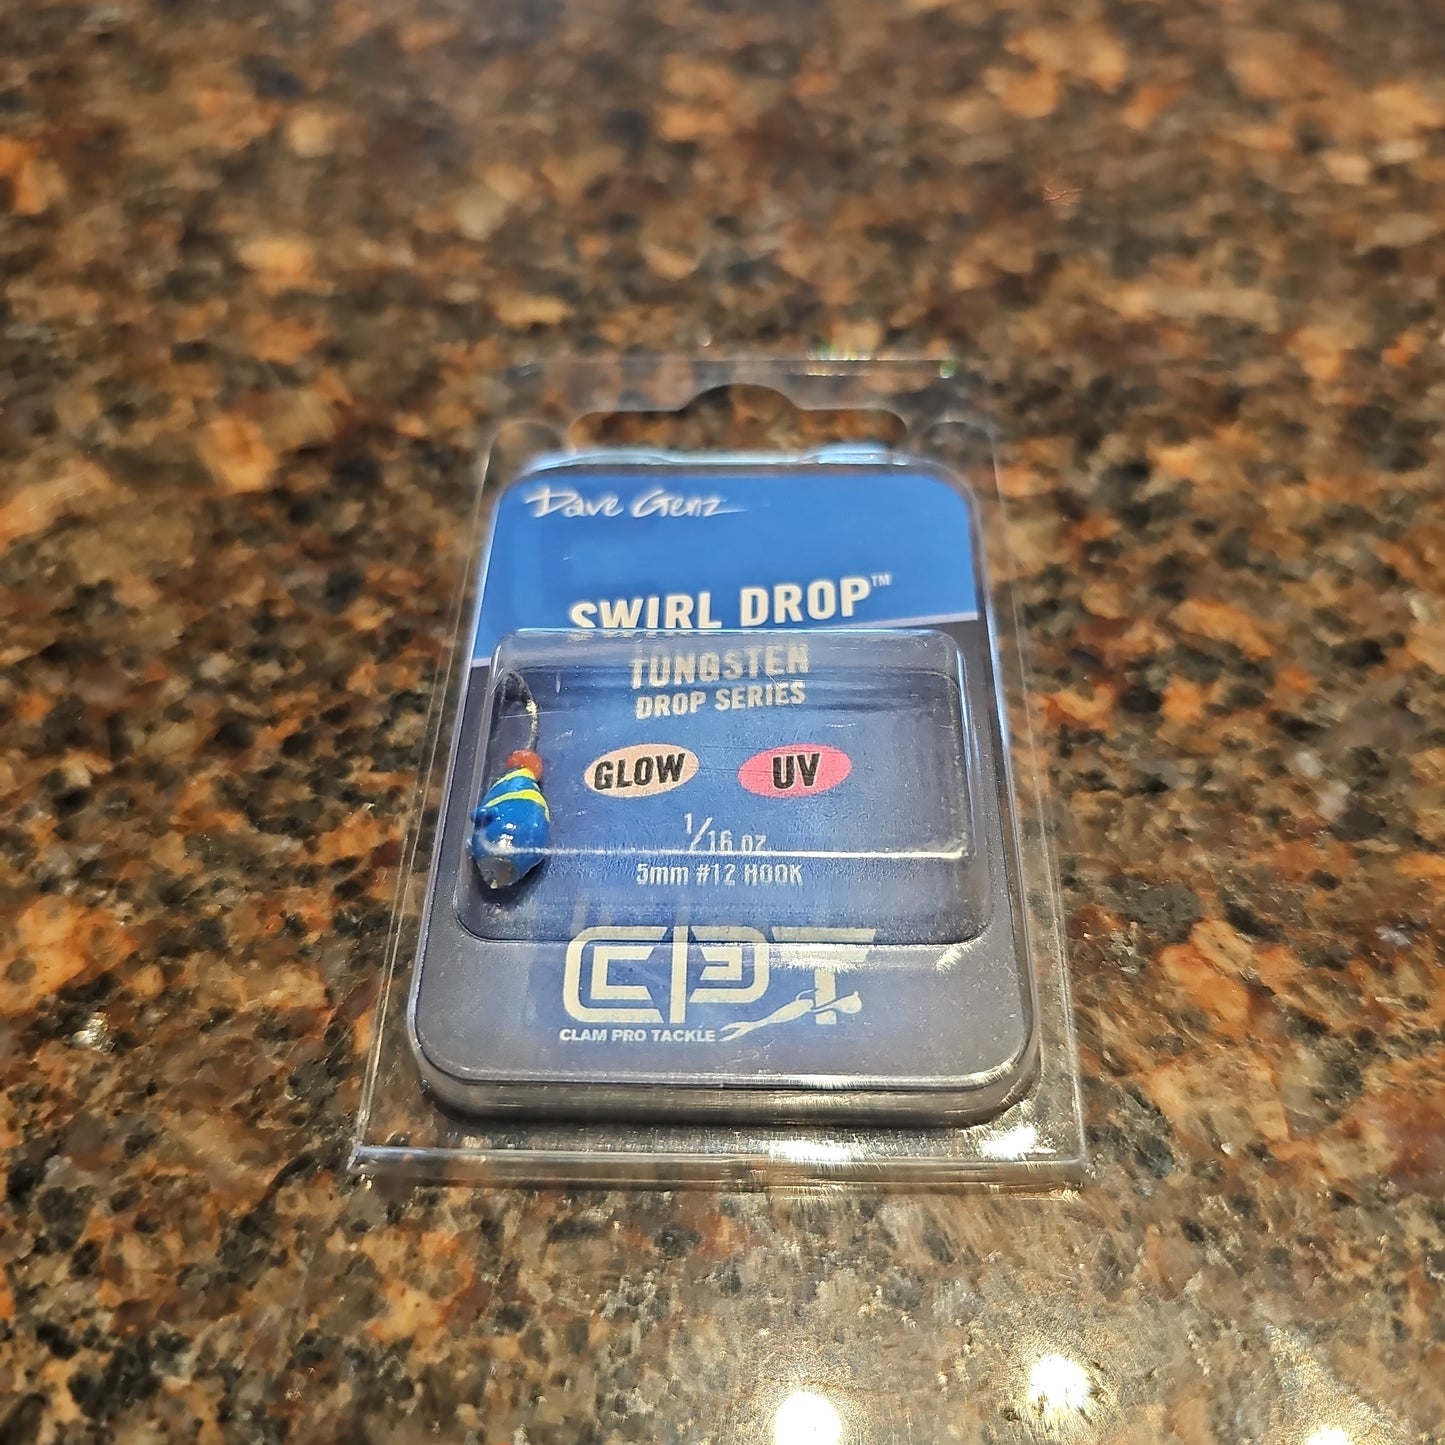 Dave Genz
SWIRL DROP™
TUNGSTEN
DROP SERIES
GLOW UV
1/16 oz.
5mm #12 HOOK
CPT
CLAM PRO TACKLE